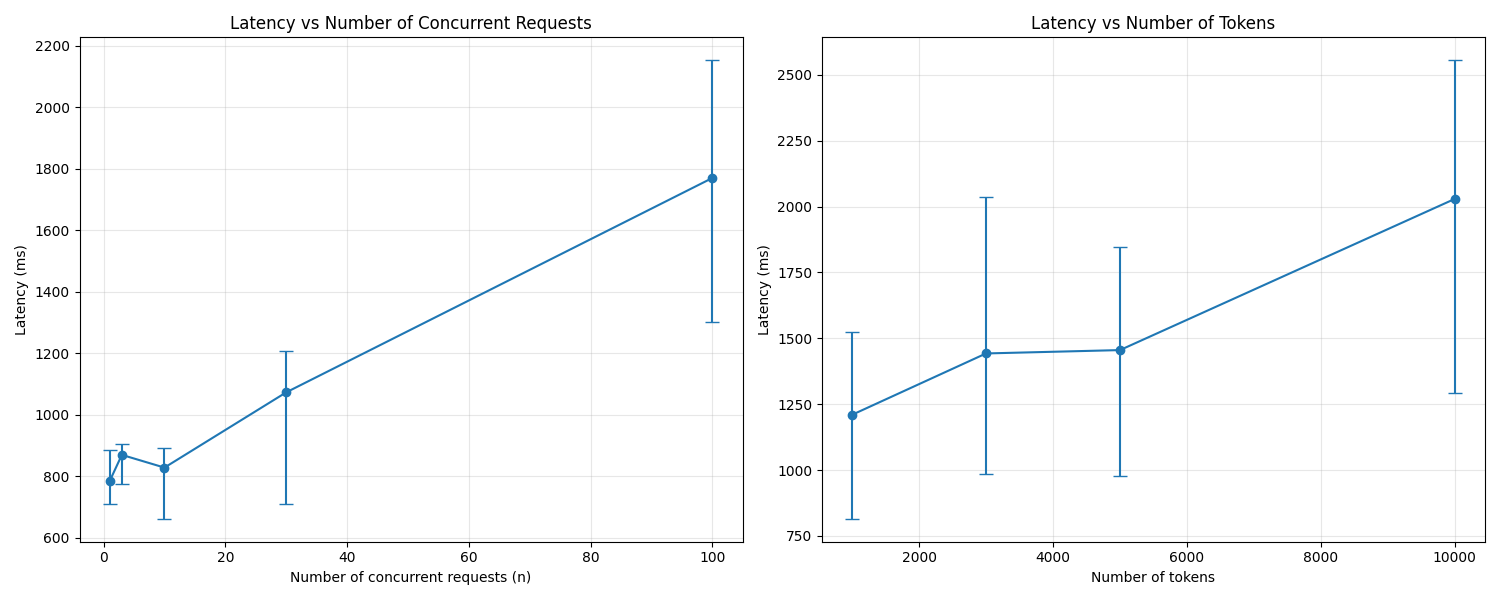 Latency vs Number of Concurrent Requests
2200
2000
1800
1600
1400
1200
1000
800
600
Latency (ms)
0 20 40 60 80 100
Number of concurrent requests (n)
Latency vs Number of Tokens
2500
2250
2000
1750
1500
1250
1000
750
Latency (ms)
2000 4000 6000 8000 10000
Number of tokens